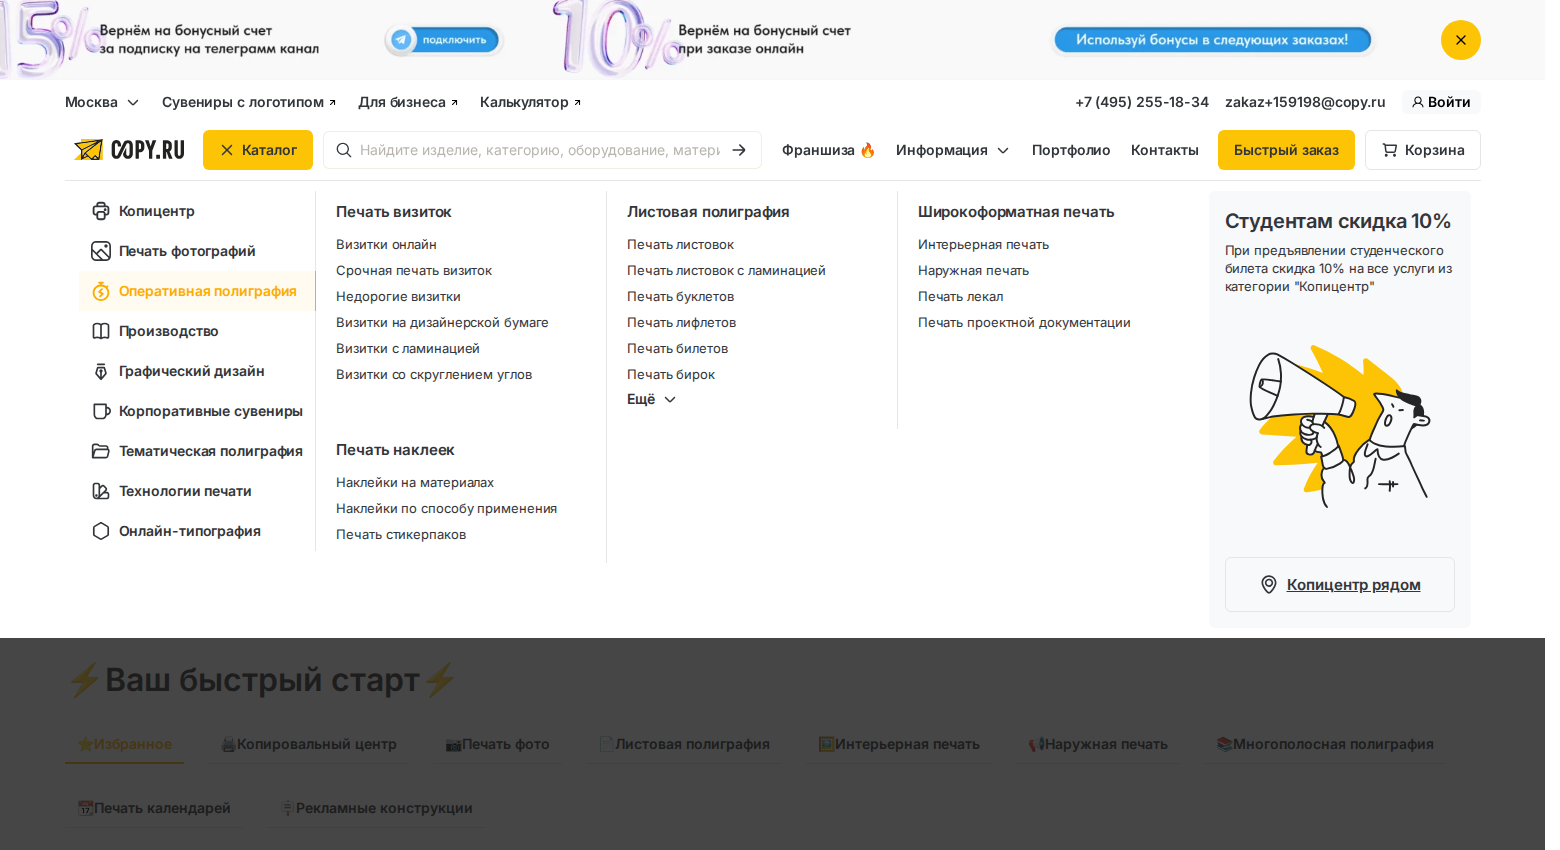 15%
Вернём на бонусный счет
за подписку на телеграмм канал
подключить
10%
Вернём на бонусный счет
при заказе онлайн
Используй бонусы в следующих заказах!
Москва
Сувениры с логотипом
Для бизнеса
Калькулятор
+7 (495) 255-18-34
zakaz+159198@copy.ru
Войти
COPY.RU
Каталог
Найдите изделие, категорию, оборудование, матери
Франшиза 🔥
Информация
Портфолио
Контакты
Быстрый заказ
Корзина
Копицентр
Печать фотографий
Оперативная полиграфия
Производство
Графический дизайн
Корпоративные сувениры
Тематическая полиграфия
Технологии печати
Онлайн-типография
Печать визиток
Визитки онлайн
Срочная печать визиток
Недорогие визитки
Визитки на дизайнерской бумаге
Визитки с ламинацией
Визитки со скруглением углов
Печать наклеек
Наклейки на материалах
Наклейки по способу применения
Печать стикерпаков
Листовая полиграфия
Печать листовок
Печать листовок с ламинацией
Печать буклетов
Печать лифлетов
Печать билетов
Печать бирок
Ещё
Широкоформатная печать
Интерьерная печать
Наружная печать
Печать лекал
Печать проектной документации
Студентам скидка 10%
При предъявлении студенческого
билета скидка 10% на все услуги из
категории "Копицентр"
Копицентр рядом
⚡Ваш быстрый старт⚡
⭐Избранное
🖨️Копировальный центр
📷Печать фото
📄Листовая полиграфия
🖼️Интерьерная печать
📢Наружная печать
📚Многополосная полиграфия
📆Печать календарей
🪧Рекламные конструкции